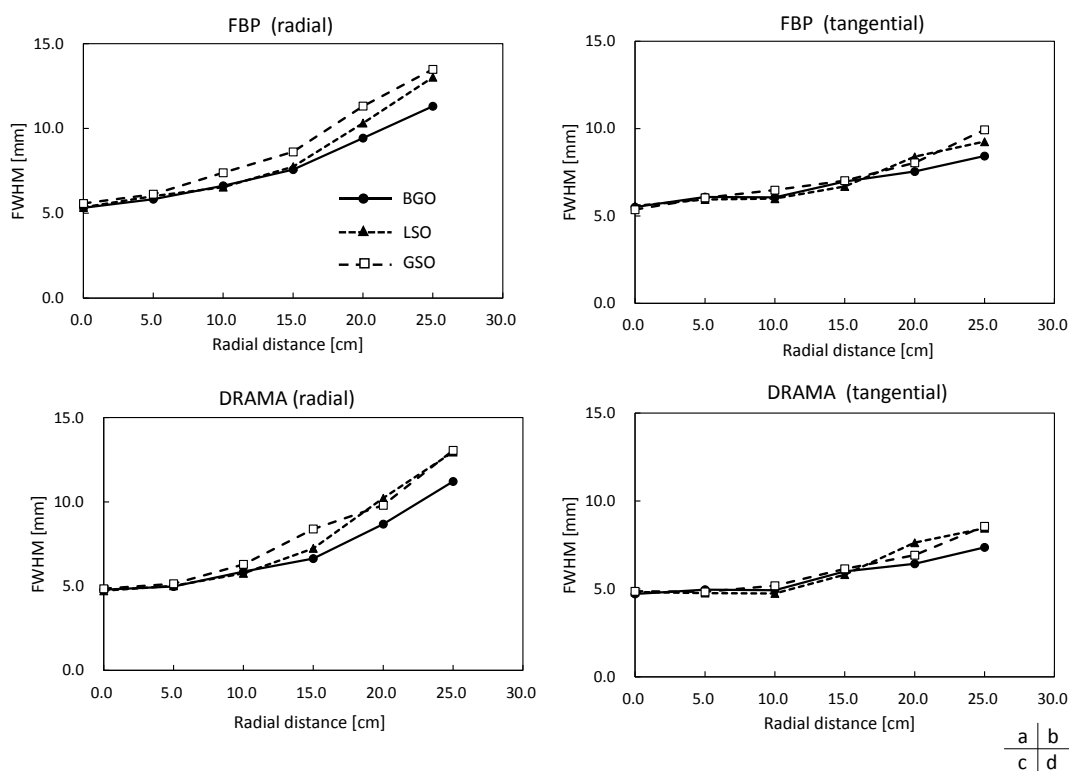 FBP (radial)
15.0
10.0
5.0
0.0
FWHM [mm]
BGO
LSO
GSO
0.0 5.0 10.0 15.0 20.0 25.0 30.0
Radial distance [cm]
FBP (tangential)
15.0
10.0
5.0
0.0
FWHM [mm]
0.0 5.0 10.0 15.0 20.0 25.0 30.0
Radial distance [cm]
DRAMA (radial)
15.0
10.0
5.0
0.0
FWHM [mm]
0.0 5.0 10.0 15.0 20.0 25.0 30.0
Radial distance [cm]
DRAMA (tangential)
15.0
10.0
5.0
0.0
FWHM [mm]
0.0 5.0 10.0 15.0 20.0 25.0 30.0
Radial distance [cm]
a b
c d